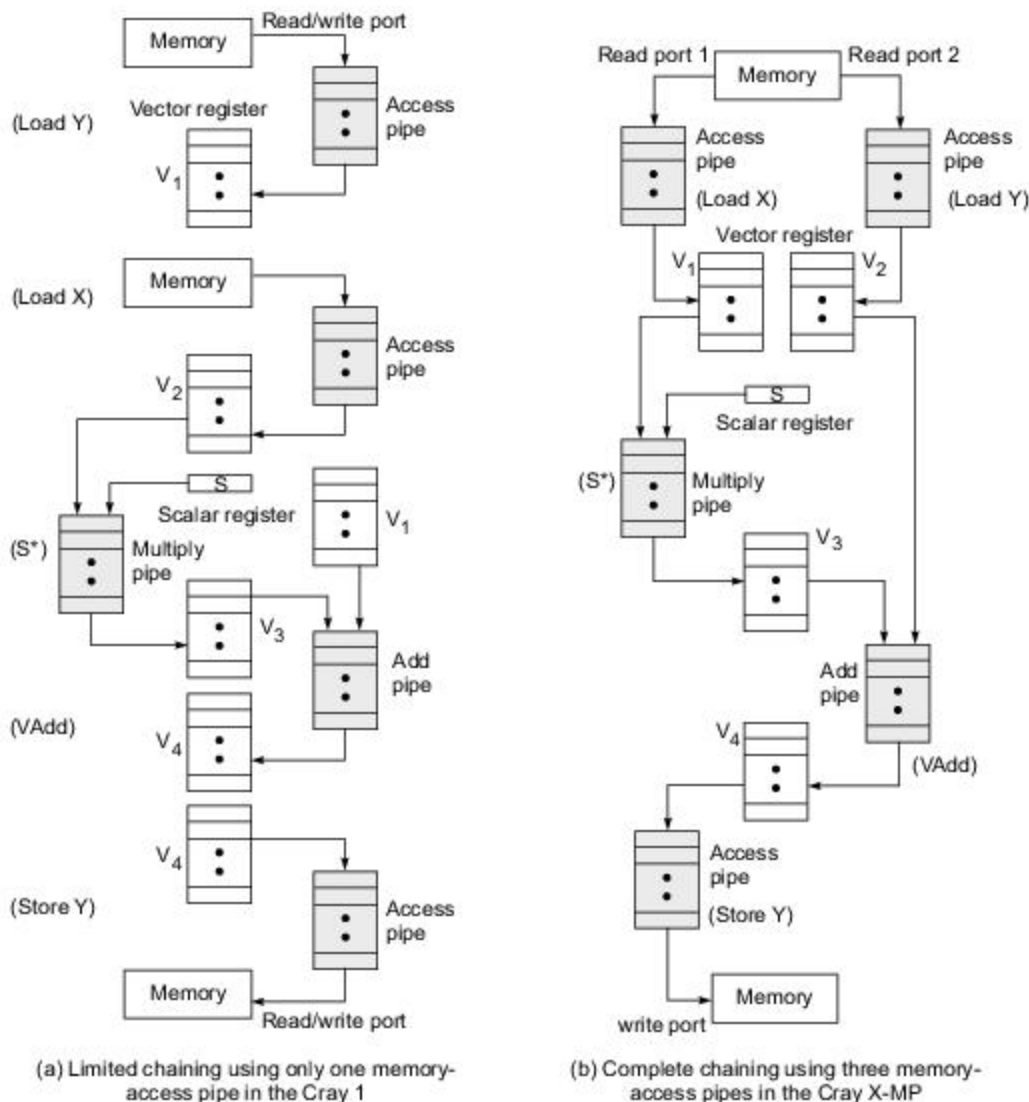 Read/write port
Memory
Access
pipe
Vector register
(Load Y)
V1
Memory
(Load X)
Access
pipe
V2
S
Scalar register
V1
(S*)
Multiply
pipe
V3
Add
pipe
(VAdd)
V4
V4
(Store Y)
Access
pipe
Memory
Read/write port
(a) Limited chaining using only one memory-
access pipe in the Cray 1
Read port 1
Read port 2
Memory
Access
pipe
(Load X)
Access
pipe
(Load Y)
Vector register
V1
V2
S
Scalar register
(S*)
Multiply
pipe
V3
Add
pipe
V4
(VAdd)
Access
pipe
(Store Y)
Memory
write port
(b) Complete chaining using three memory-
access pipes in the Cray X-MP